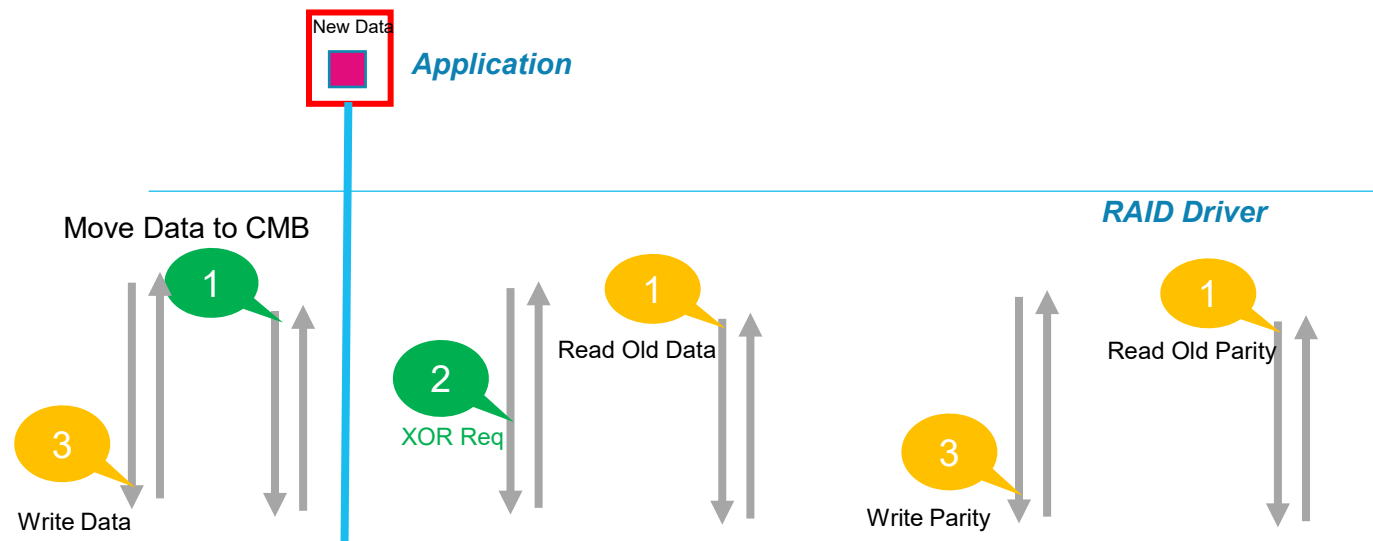 New Data
Application
RAID Driver
Move Data to CMB
1
1
1
Read Old Data
Read Old Parity
2
XOR Req
3
3
Write Data
Write Parity